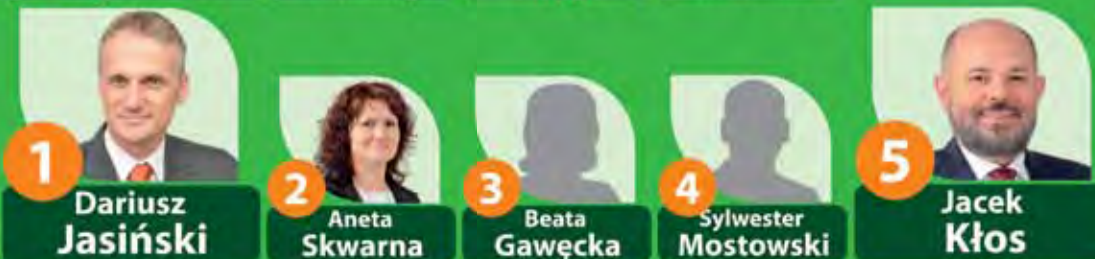 1
Dariusz
Jasiński
2
Aneta
Skwarna
3
Beata
Gawęcka
4
Sylwester
Mostowski
5
Jacek
Kłos